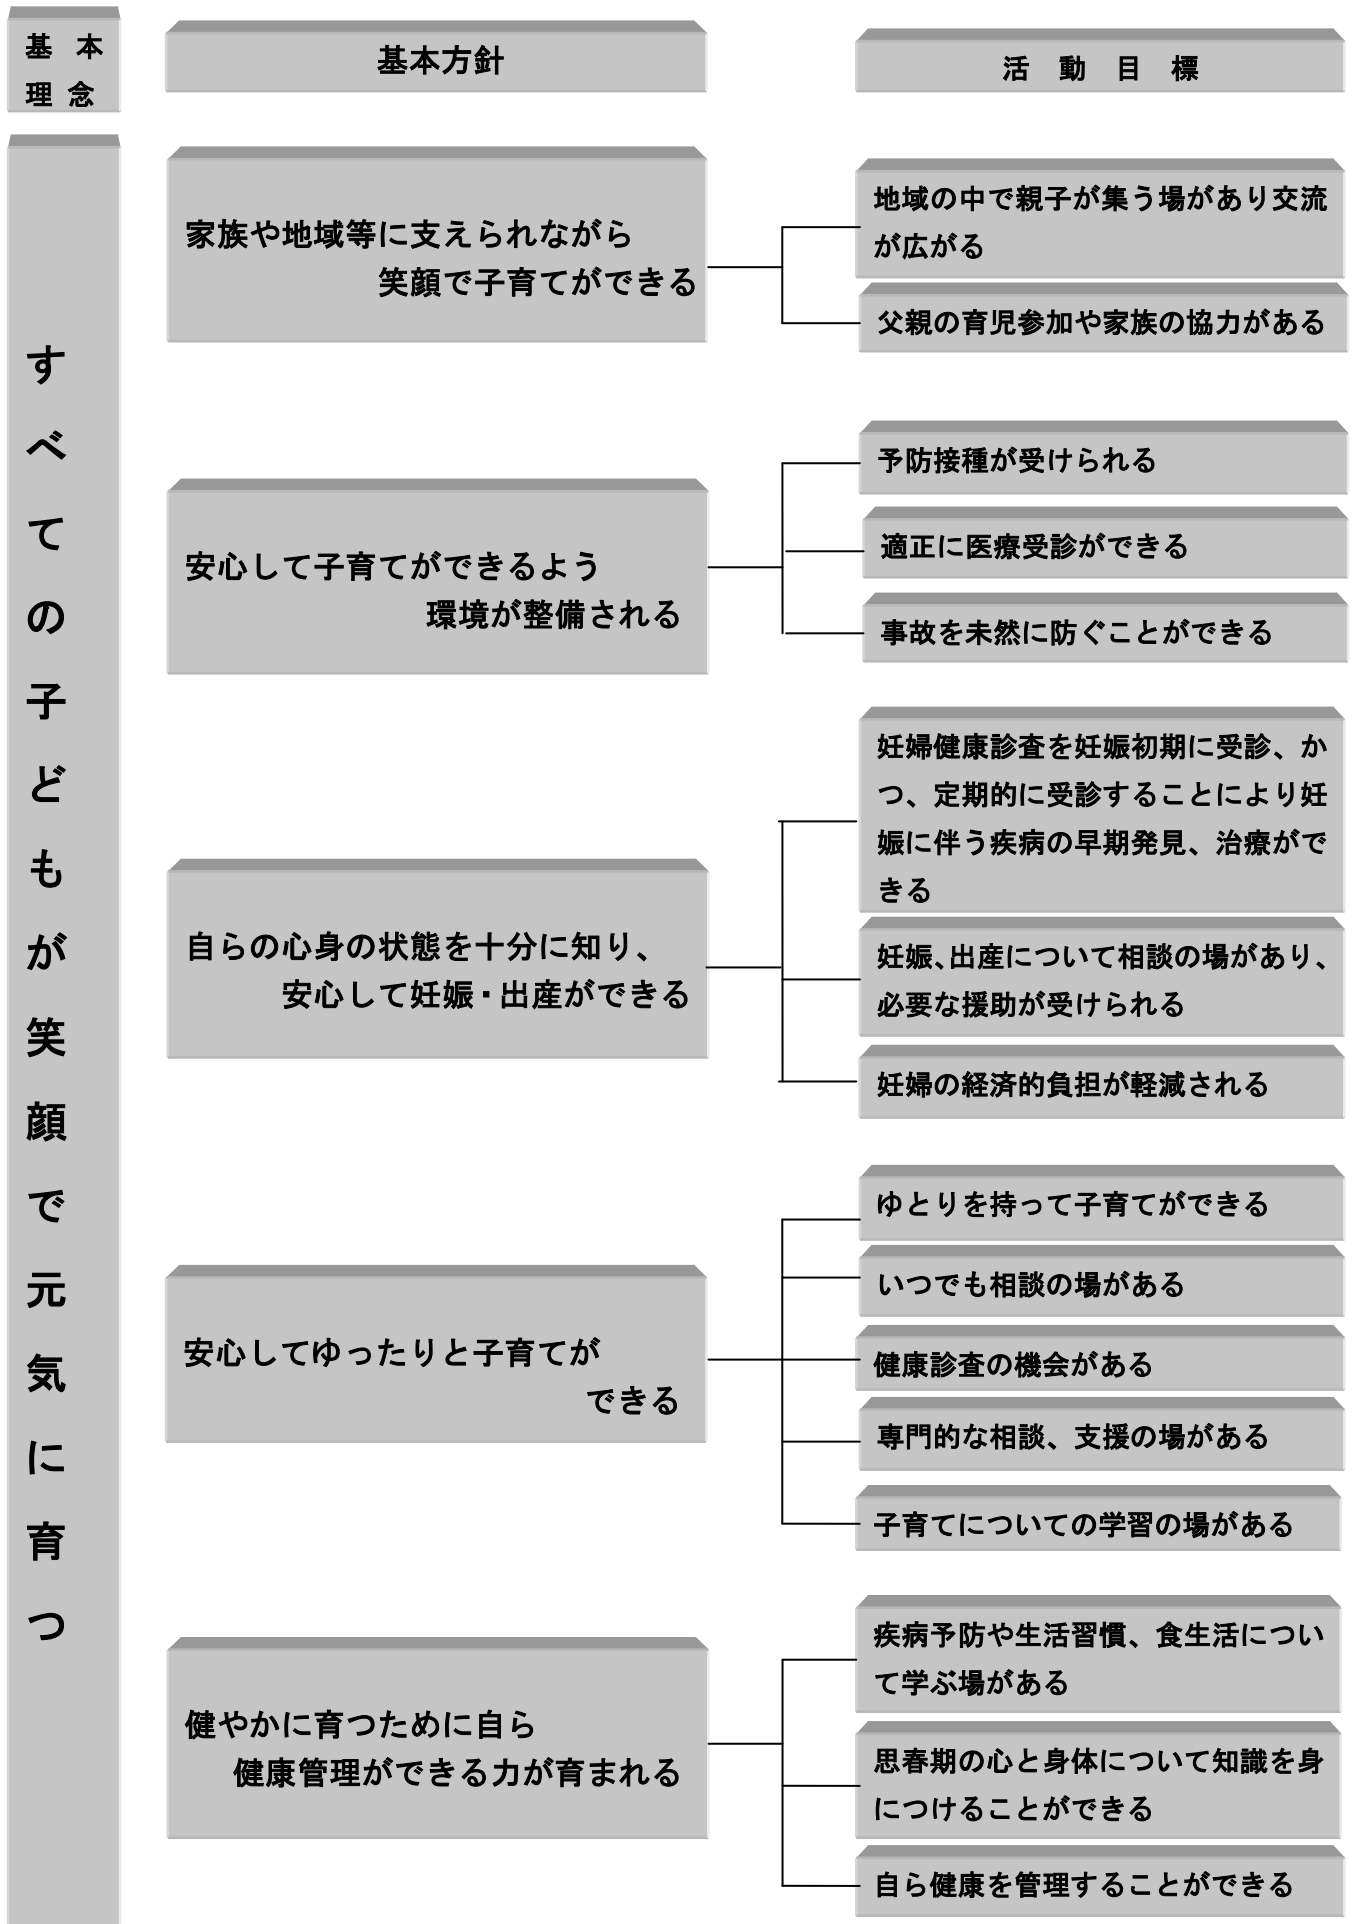 基 本
理 念
基本方針
活 動 目 標
すべての子どもが笑顔で元気に育つ
家族や地域等に支えられながら
笑顔で子育てができる
地域の中で親子が集う場があり交流
が広がる
父親の育児参加や家族の協力がある
安心して子育てができるよう
環境が整備される
予防接種が受けられる
適正に医療受診ができる
事故を未然に防ぐことができる
自らの心身の状態を十分に知り、
安心して妊娠・出産ができる
妊婦健康診査を妊娠初期に受診、か
つ、定期的に受診することにより妊
娠に伴う疾病の早期発見、治療がで
きる
妊娠、出産について相談の場があり、
必要な援助が受けられる
妊婦の経済的負担が軽減される
安心してゆったりと子育てが
できる
ゆとりを持って子育てができる
いつでも相談の場がある
健康診査の機会がある
専門的な相談、支援の場がある
子育てについての学習の場がある
健やかに育つために自ら
健康管理ができる力が育まれる
疾病予防や生活習慣、食生活につい
て学ぶ場がある
思春期の心と身体について知識を身
につけることができる
自ら健康を管理することができる